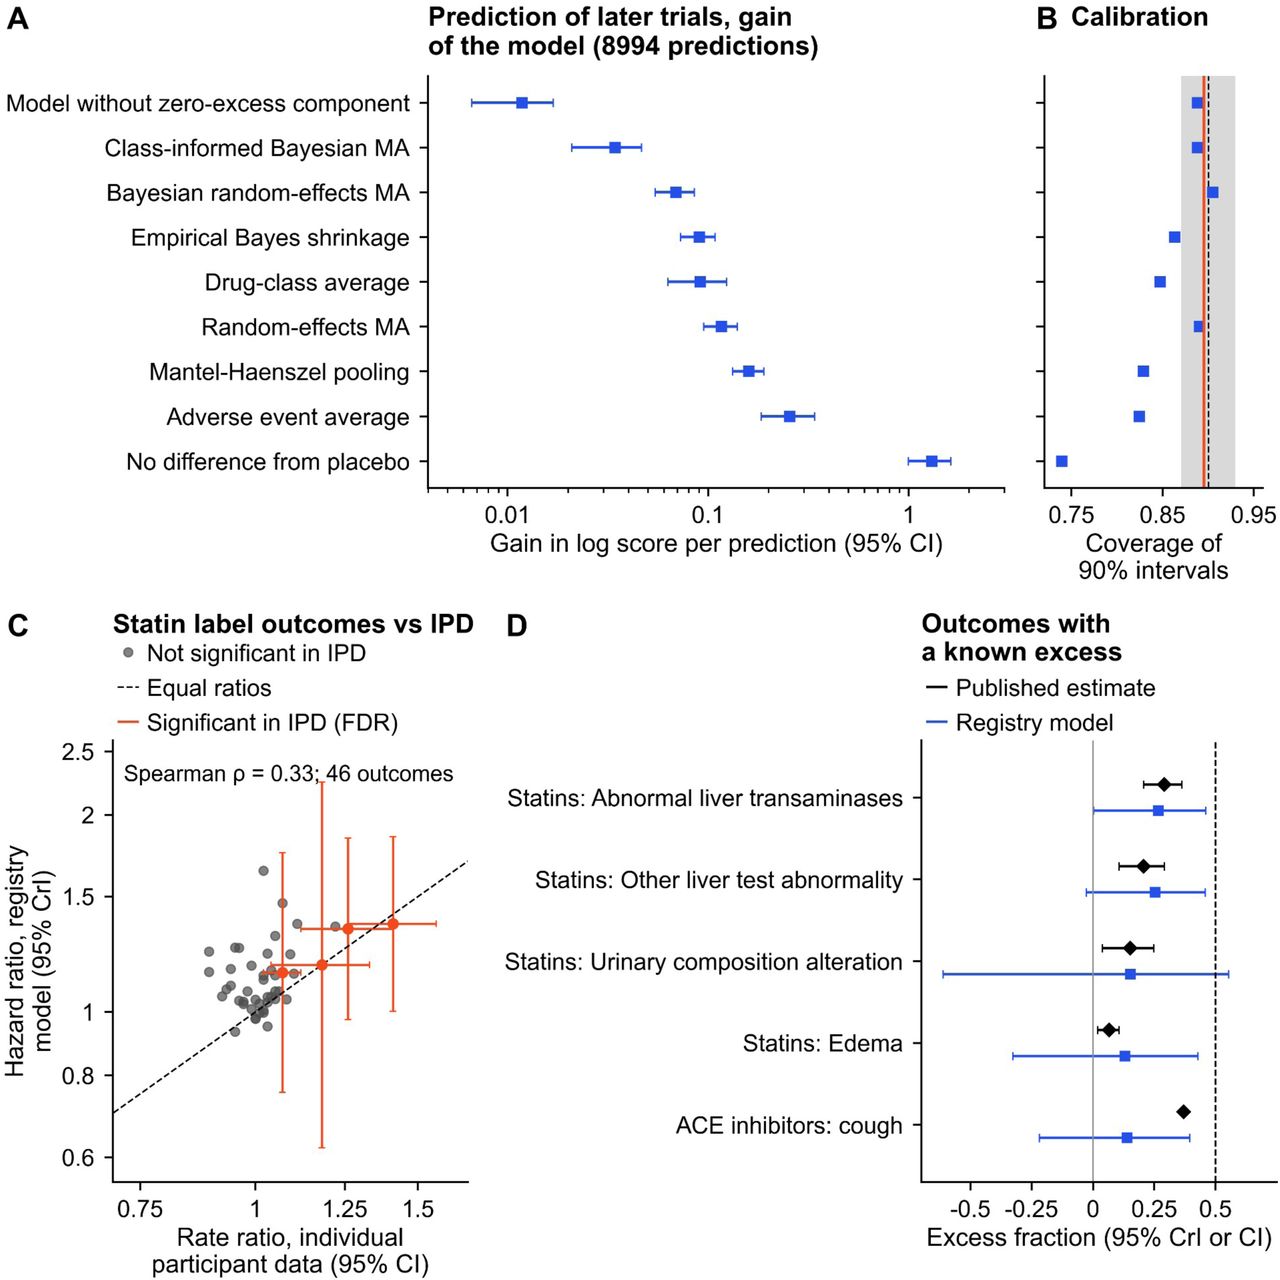 A
Prediction of later trials, gain
of the model (8994 predictions)
Model without zero-excess component
Class-informed Bayesian MA
Bayesian random-effects MA
Empirical Bayes shrinkage
Drug-class average
Random-effects MA
Mantel-Haenszel pooling
Adverse event average
No difference from placebo
0.01 0.1 1
Gain in log score per prediction (95% CI)
B Calibration
0.75 0.85 0.95
Coverage of
90% intervals
C Statin label outcomes vs IPD
Not significant in IPD
Equal ratios
Significant in IPD (FDR)
Spearman ρ = 0.33; 46 outcomes
2.5
2
1.5
1
0.8
0.6
Hazard ratio, registry
model (95% CrI)
0.75 1 1.25 1.5
Rate ratio, individual
participant data (95% CI)
D
Outcomes with
a known excess
Published estimate
Registry model
Statins: Abnormal liver transaminases
Statins: Other liver test abnormality
Statins: Urinary composition alteration
Statins: Edema
ACE inhibitors: cough
-0.5 -0.25 0 0.25 0.5
Excess fraction (95% CrI or CI)